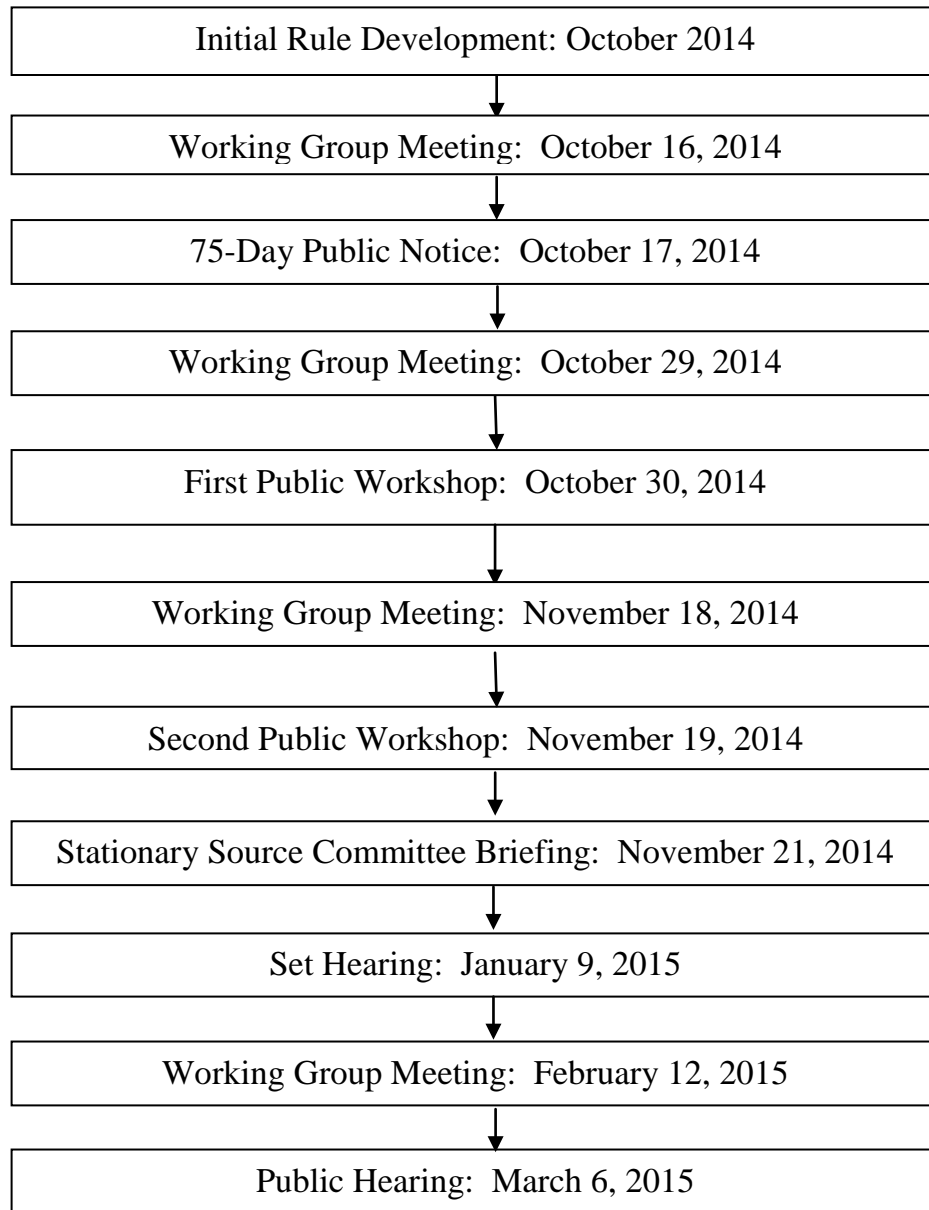 Initial Rule Development: October 2014
Working Group Meeting: October 16, 2014
75-Day Public Notice: October 17, 2014
Working Group Meeting: October 29, 2014
First Public Workshop: October 30, 2014
Working Group Meeting: November 18, 2014
Second Public Workshop: November 19, 2014
Stationary Source Committee Briefing: November 21, 2014
Set Hearing: January 9, 2015
Working Group Meeting: February 12, 2015
Public Hearing: March 6, 2015